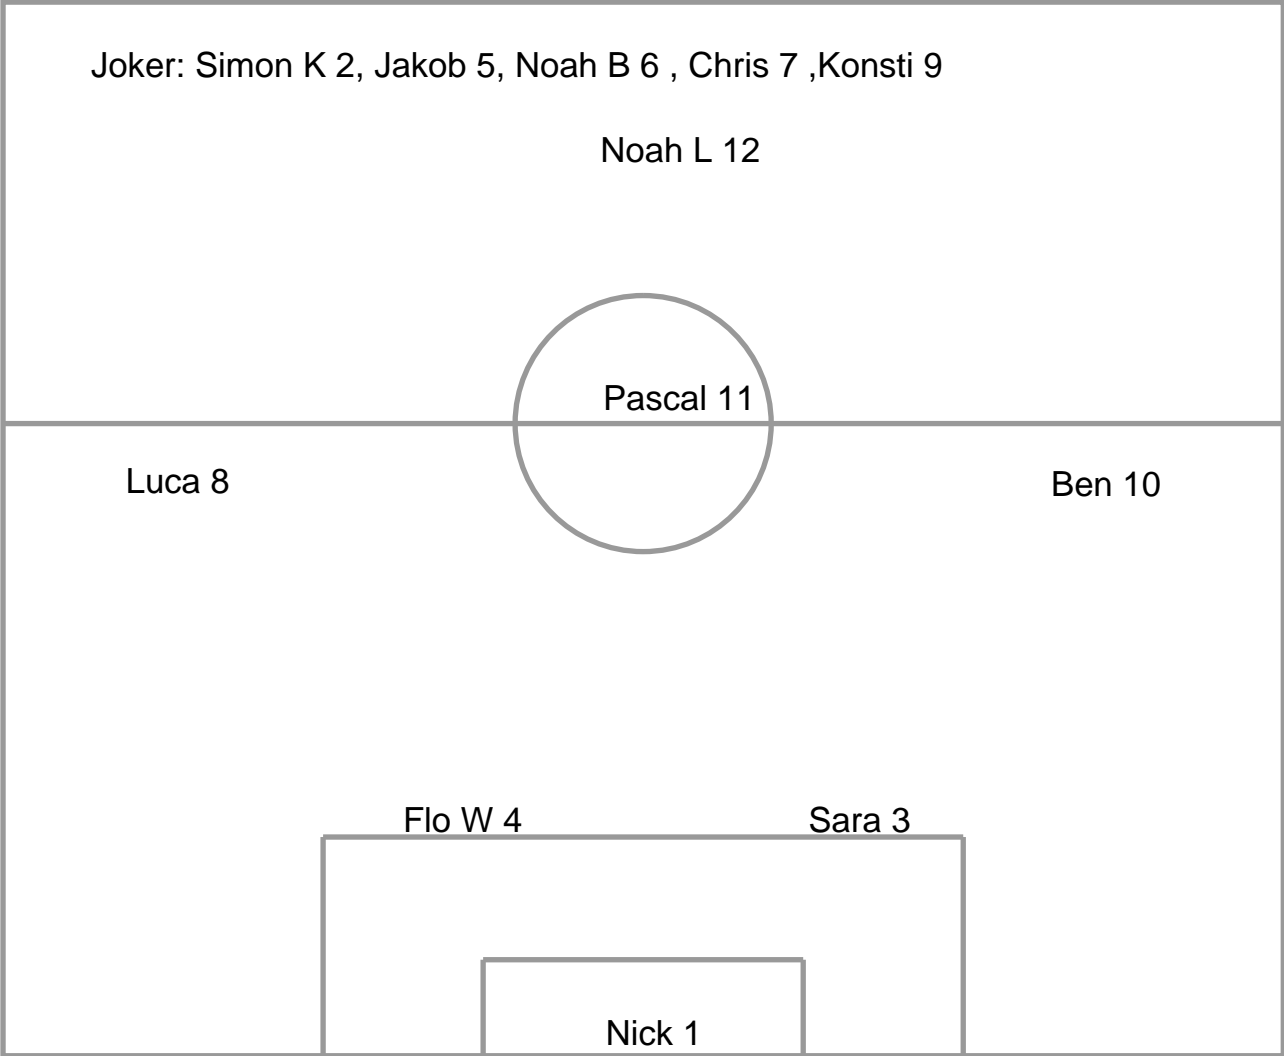 Joker: Simon K 2, Jakob 5, Noah B 6 , Chris 7 ,Konsti 9
Noah L 12
Pascal 11
Luca 8
Ben 10
Flo W 4
Sara 3
Nick 1